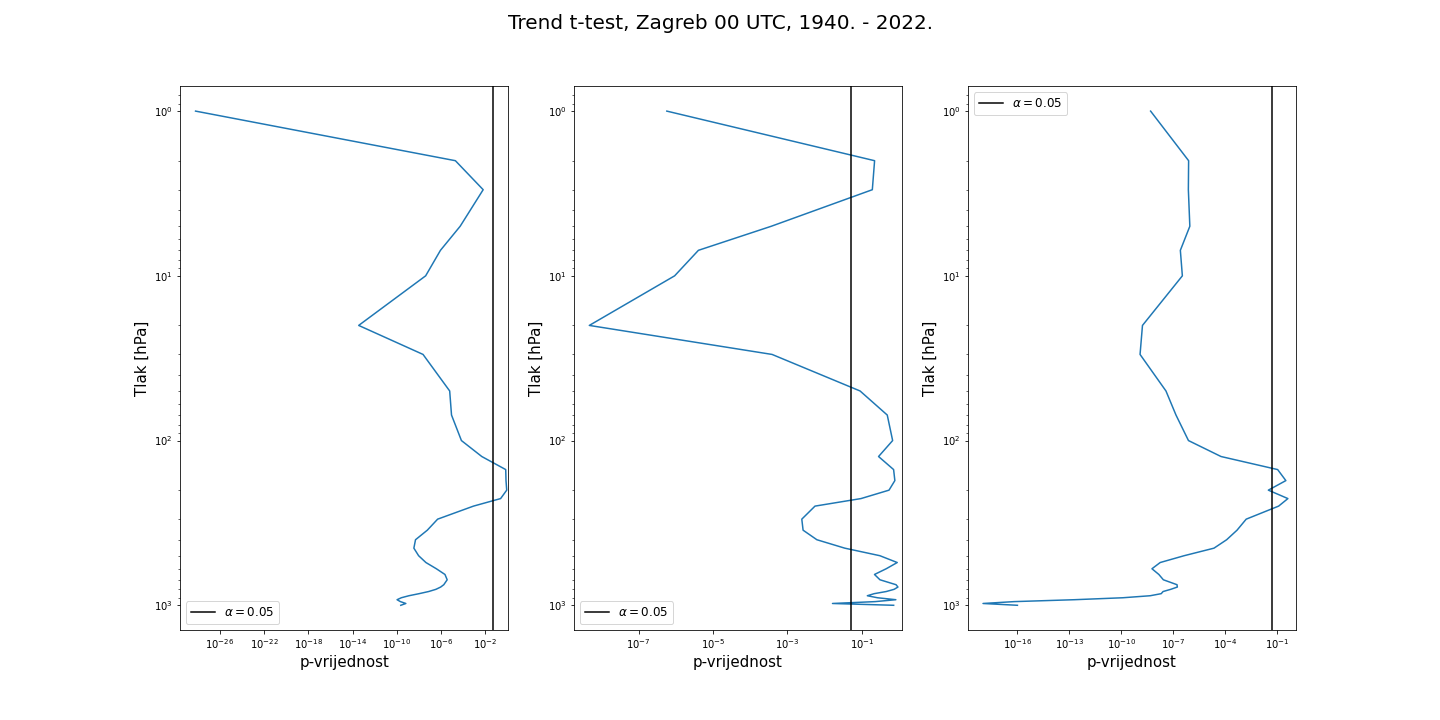 Trend t-test, Zagreb 00 UTC, 1940. - 2022.
10⁰
10¹
10²
10³
Tlak [hPa]
α = 0.05
10⁻²⁶ 10⁻²² 10⁻¹⁸ 10⁻¹⁴ 10⁻¹⁰ 10⁻⁶ 10⁻²
p-vrijednost
10⁰
10¹
10²
10³
Tlak [hPa]
α = 0.05
10⁻⁷ 10⁻⁵ 10⁻³ 10⁻¹
p-vrijednost
α = 0.05
10⁰
10¹
10²
10³
Tlak [hPa]
10⁻¹⁶ 10⁻¹³ 10⁻¹⁰ 10⁻⁷ 10⁻⁴ 10⁻¹
p-vrijednost